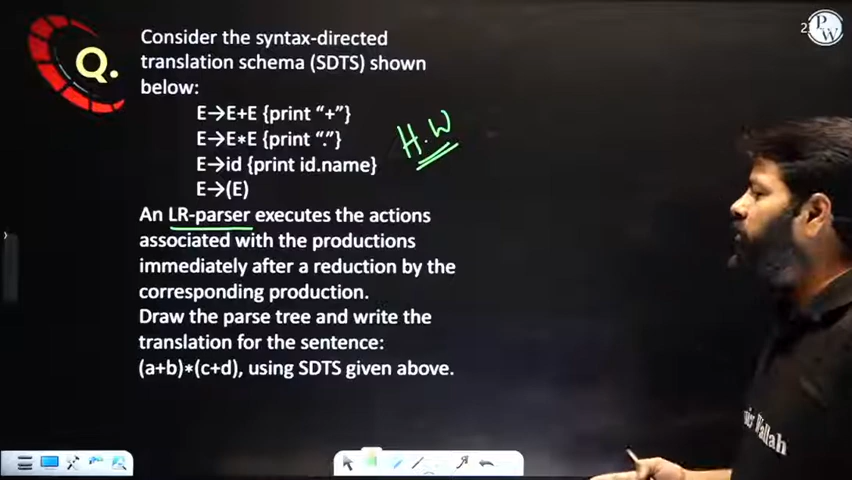 Q.
Consider the syntax-directed
translation schema (SDTS) shown
below:
E→E+E {print “+”}
E→E*E {print “.”}
E→id {print id.name}
E→(E)
H.W
An LR-parser executes the actions
associated with the productions
immediately after a reduction by the
corresponding production.
Draw the parse tree and write the
translation for the sentence:
(a+b)*(c+d), using SDTS given above.
P
W
Wallah